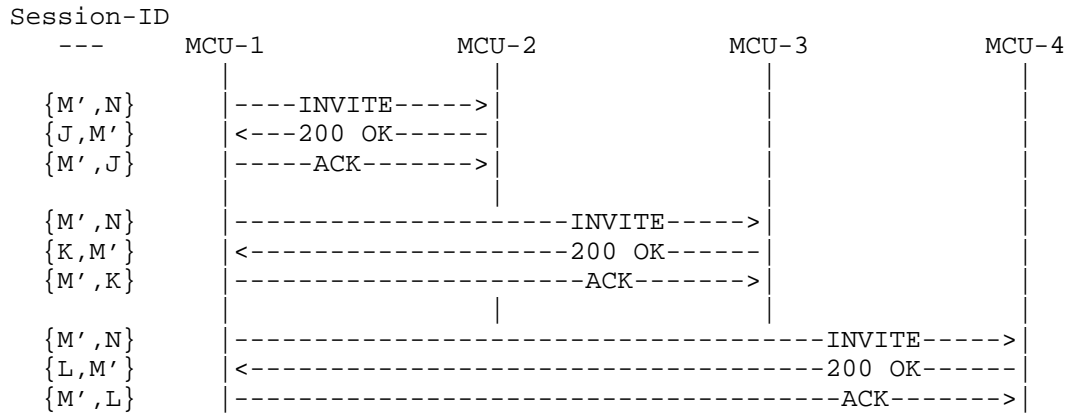 Session-ID
---     MCU-1            MCU-2            MCU-3           MCU-4
          |                |                |               |
{M′,N}    |----INVITE----->|                |               |
{J,M′}    |<---200 OK------|                |               |
{M′,J}    |-----ACK------->|                |               |
          |                |                |               |
{M′,N}    |---------------------INVITE----->|               |
{K,M′}    |<--------------------200 OK------|               |
{M′,K}    |----------------------ACK------->|               |
          |                |                |               |
{M′,N}    |-------------------------------------INVITE----->|
{L,M′}    |<------------------------------------200 OK------|
{M′,L}    |--------------------------------------ACK------->|